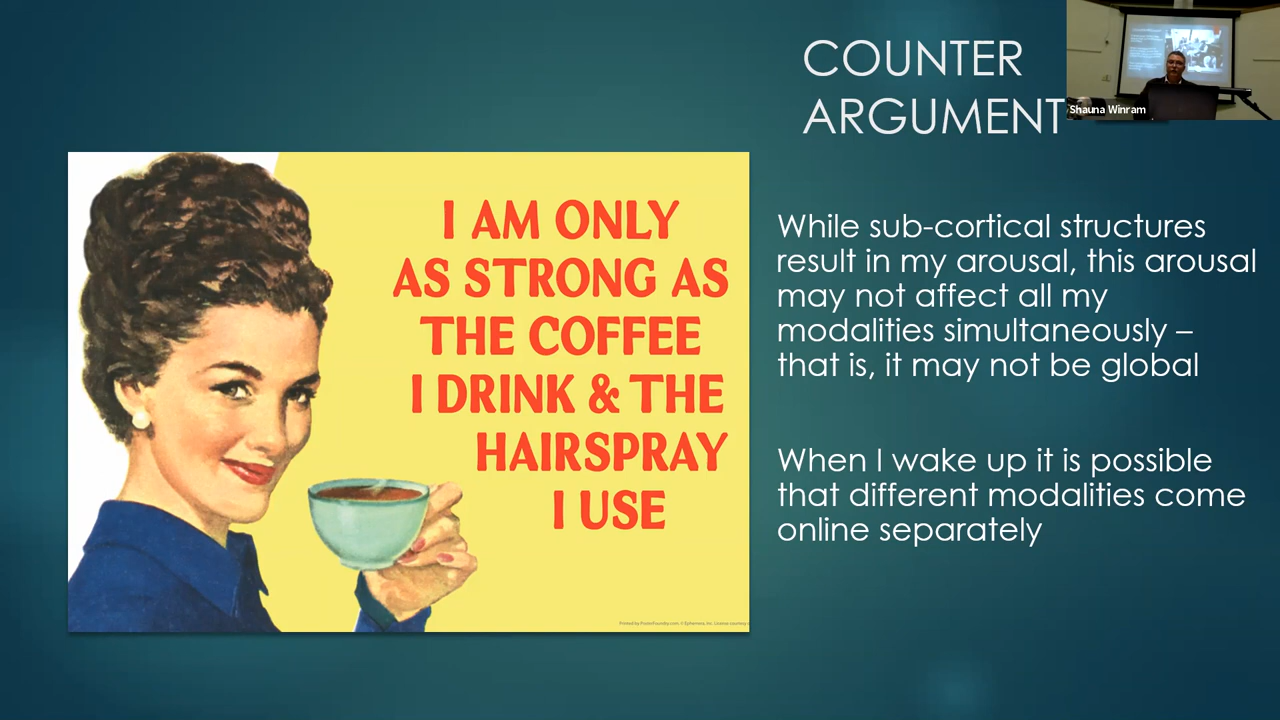 COUNTER
ARGUMENT
Shauna Winram
I AM ONLY
AS STRONG AS
THE COFFEE
I DRINK & THE
HAIRSPRAY
I USE
While sub-cortical structures
result in my arousal, this arousal
may not affect all my
modalities simultaneously –
that is, it may not be global
When I wake up it is possible
that different modalities come
online separately